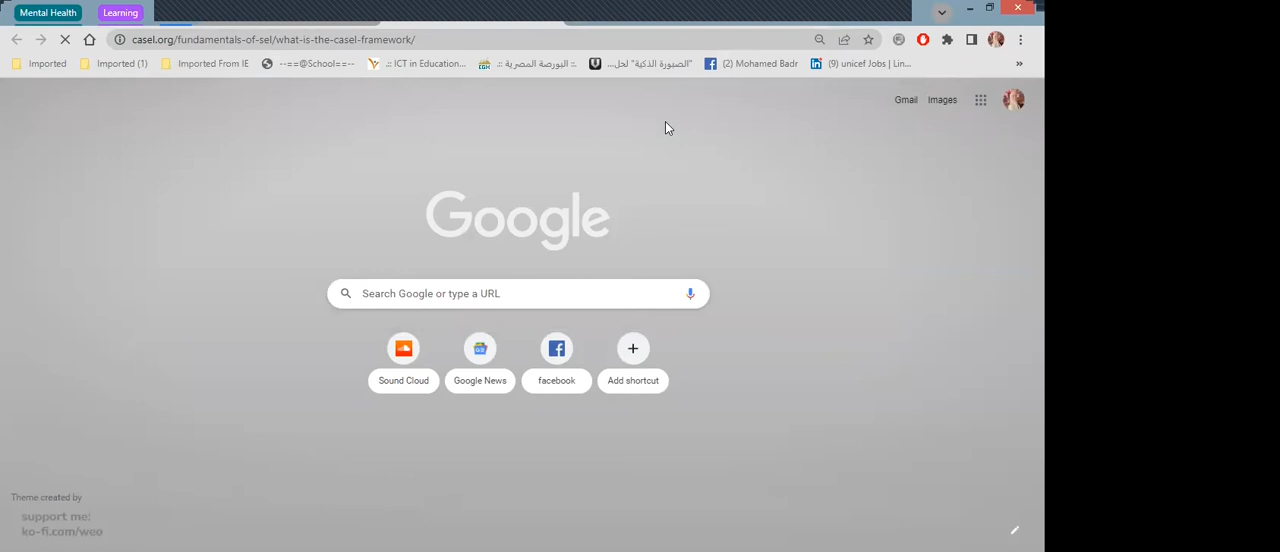 Mental Health
Learning
casel.org/fundamentals-of-sel/what-is-the-casel-framework/
Imported
Imported (1)
Imported From IE
--==@School==--
.:: ICT in Education...
.:: البورصة المصرية ::.
"الصبورة الذكية" لحل...
(2) Mohamed Badr
(9) unicef Jobs | Lin...
»
Gmail
Images
Google
Search Google or type a URL
Sound Cloud
Google News
facebook
Add shortcut
Theme created by
support me:
ko-fi.com/weo